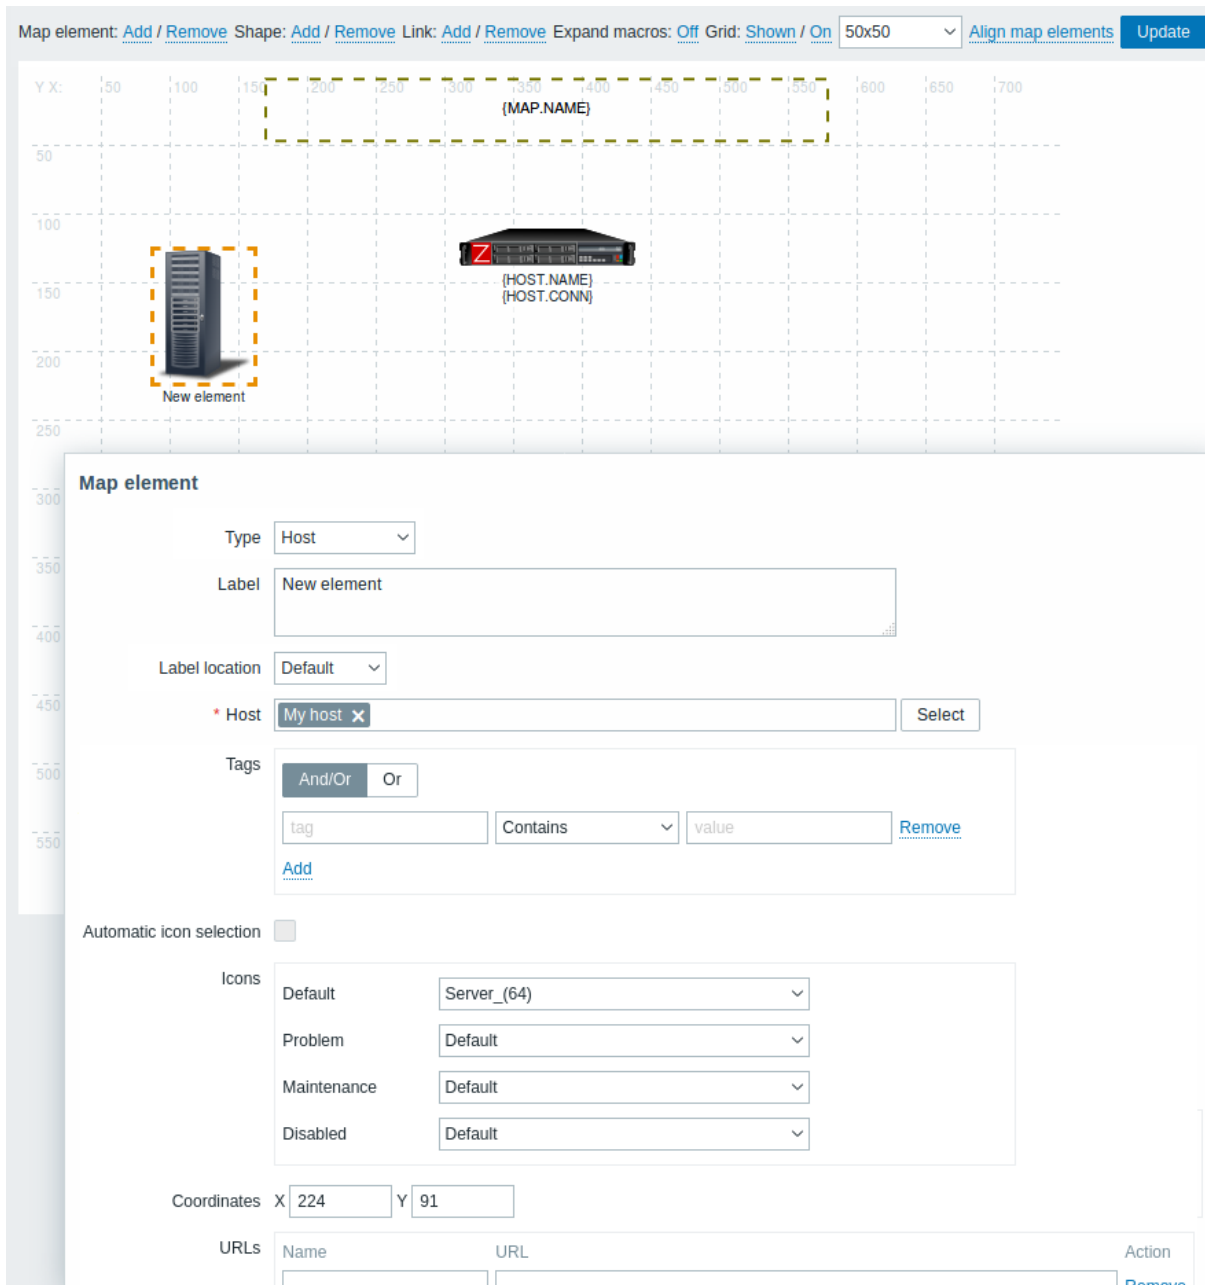 Map element: Add / Remove Shape: Add / Remove Link: Add / Remove Expand macros: Off Grid: Shown / On 50x50 Align map elements Update
Y X: 50 100 150 200 250 300 350 400 450 500 550 600 650 700
{MAP.NAME}
50
100
Z
{HOST.NAME}
150
{HOST.CONN}
200
New element
250
Map element
300
Type Host
350
Label New element
400
Label location Default
450
* Host My host Select
Tags
500
And/Or Or
tag Contains value Remove
550
Add
Automatic icon selection
Icons
Default Server_(64)
Problem Default
Maintenance Default
Disabled Default
Coordinates X 224 Y 91
URLs Name URL Action
Remove